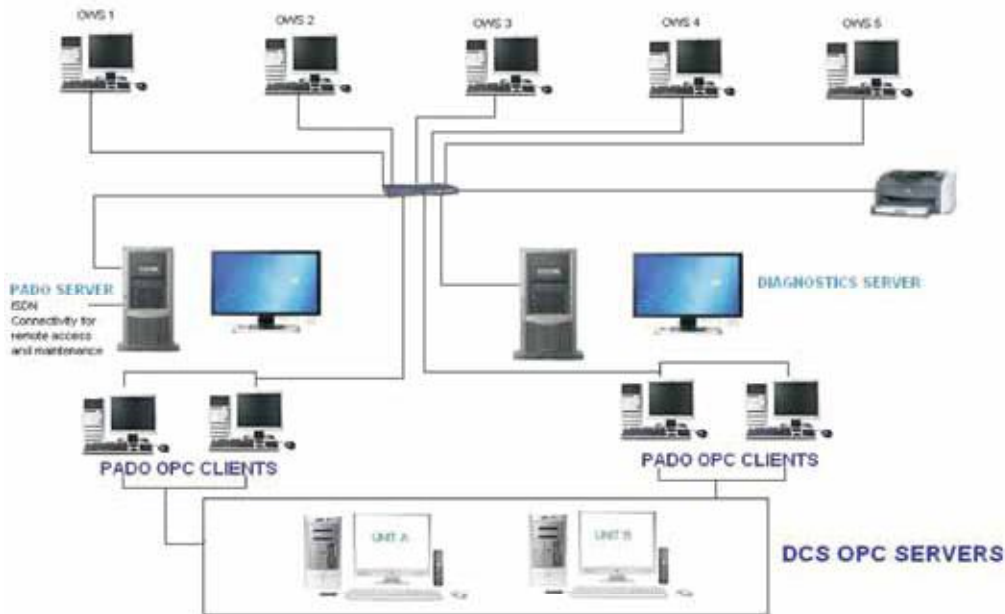 OWS 1
OWS 2
OWS 3
OWS 4
OWS 5
PADO SERVER
ISDN
Connectivity for
remote access
and maintenance
DIAGNOSTICS SERVER
PADO OPC CLIENTS
PADO OPC CLIENTS
UNIT A
UNIT B
DCS OPC SERVERS